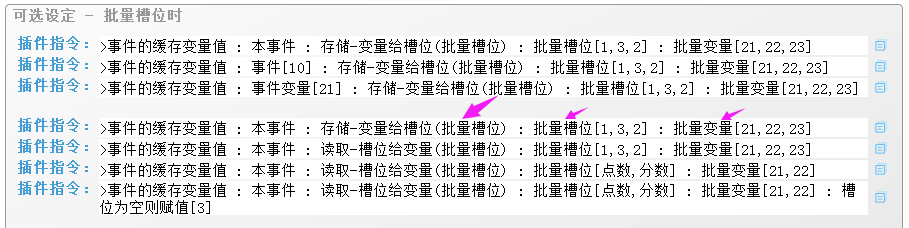 可选设定 - 批量槽位时
插件指令： >事件的缓存变量值 : 本事件 : 存储-变量给槽位(批量槽位) : 批量槽位[1,3,2] : 批量变量[21,22,23]
插件指令： >事件的缓存变量值 : 事件[10] : 存储-变量给槽位(批量槽位) : 批量槽位[1,3,2] : 批量变量[21,22,23]
插件指令： >事件的缓存变量值 : 事件变量[21] : 存储-变量给槽位(批量槽位) : 批量槽位[1,3,2] : 批量变量[21,22,23]
插件指令： >事件的缓存变量值 : 本事件 : 存储-变量给槽位(批量槽位) : 批量槽位[1,3,2] : 批量变量[21,22,23]
插件指令： >事件的缓存变量值 : 本事件 : 读取-槽位给变量(批量槽位) : 批量槽位[1,3,2] : 批量变量[21,22,23]
插件指令： >事件的缓存变量值 : 本事件 : 读取-槽位给变量(批量槽位) : 批量槽位[点数,分数] : 批量变量[21,22]
插件指令： >事件的缓存变量值 : 本事件 : 读取-槽位给变量(批量槽位) : 批量槽位[点数,分数] : 批量变量[21,22] : 槽
位为空则赋值[3]